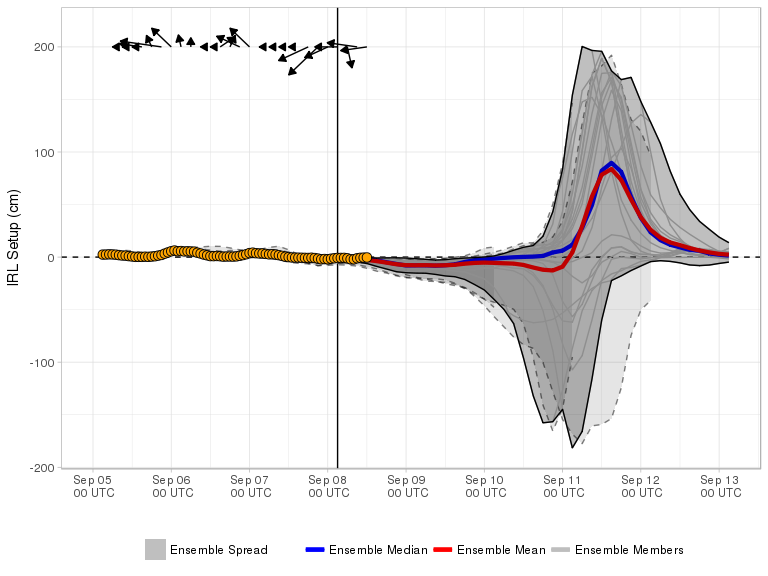 IRL Setup (cm)
200
100
0
-100
-200
Sep 05 Sep 06 Sep 07 Sep 08 Sep 09 Sep 10 Sep 11 Sep 12 Sep 13
00 UTC 00 UTC 00 UTC 00 UTC 00 UTC 00 UTC 00 UTC 00 UTC 00 UTC
Ensemble Spread Ensemble Median Ensemble Mean Ensemble Members